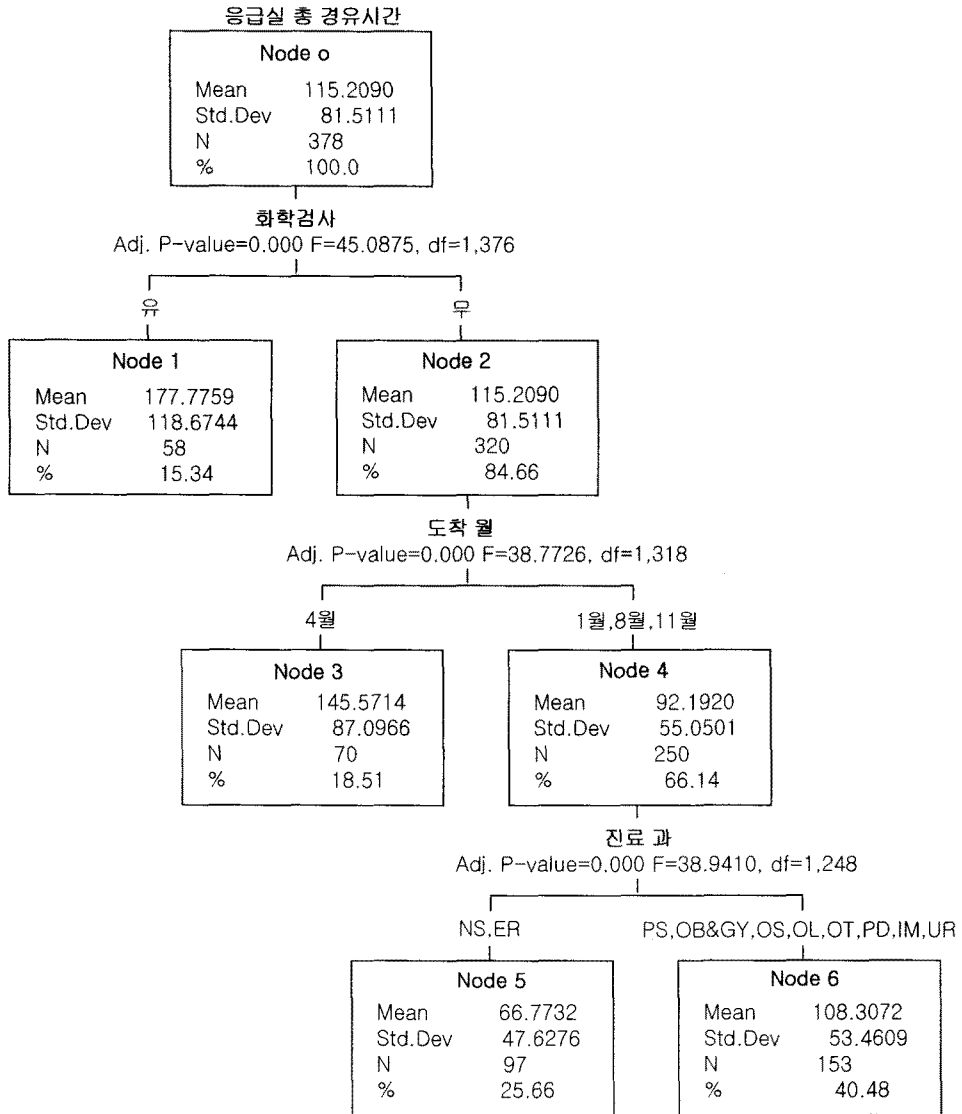 응급실 총 경유시간
Node o
Mean 115.2090
Std.Dev 81.5111
N 378
% 100.0
화학검사
Adj. P-value=0.000 F=45.0875, df=1,376
유
무
Node 1
Mean 177.7759
Std.Dev 118.6744
N 58
% 15.34
Node 2
Mean 115.2090
Std.Dev 81.5111
N 320
% 84.66
도착 월
Adj. P-value=0.000 F=38.7726, df=1,318
4월
1월,8월,11월
Node 3
Mean 145.5714
Std.Dev 87.0966
N 70
% 18.51
Node 4
Mean 92.1920
Std.Dev 55.0501
N 250
% 66.14
진료 과
Adj. P-value=0.000 F=38.9410, df=1,248
NS,ER
PS,OB&GY,OS,OL,OT,PD,IM,UR
Node 5
Mean 66.7732
Std.Dev 47.6276
N 97
% 25.66
Node 6
Mean 108.3072
Std.Dev 53.4609
N 153
% 40.48